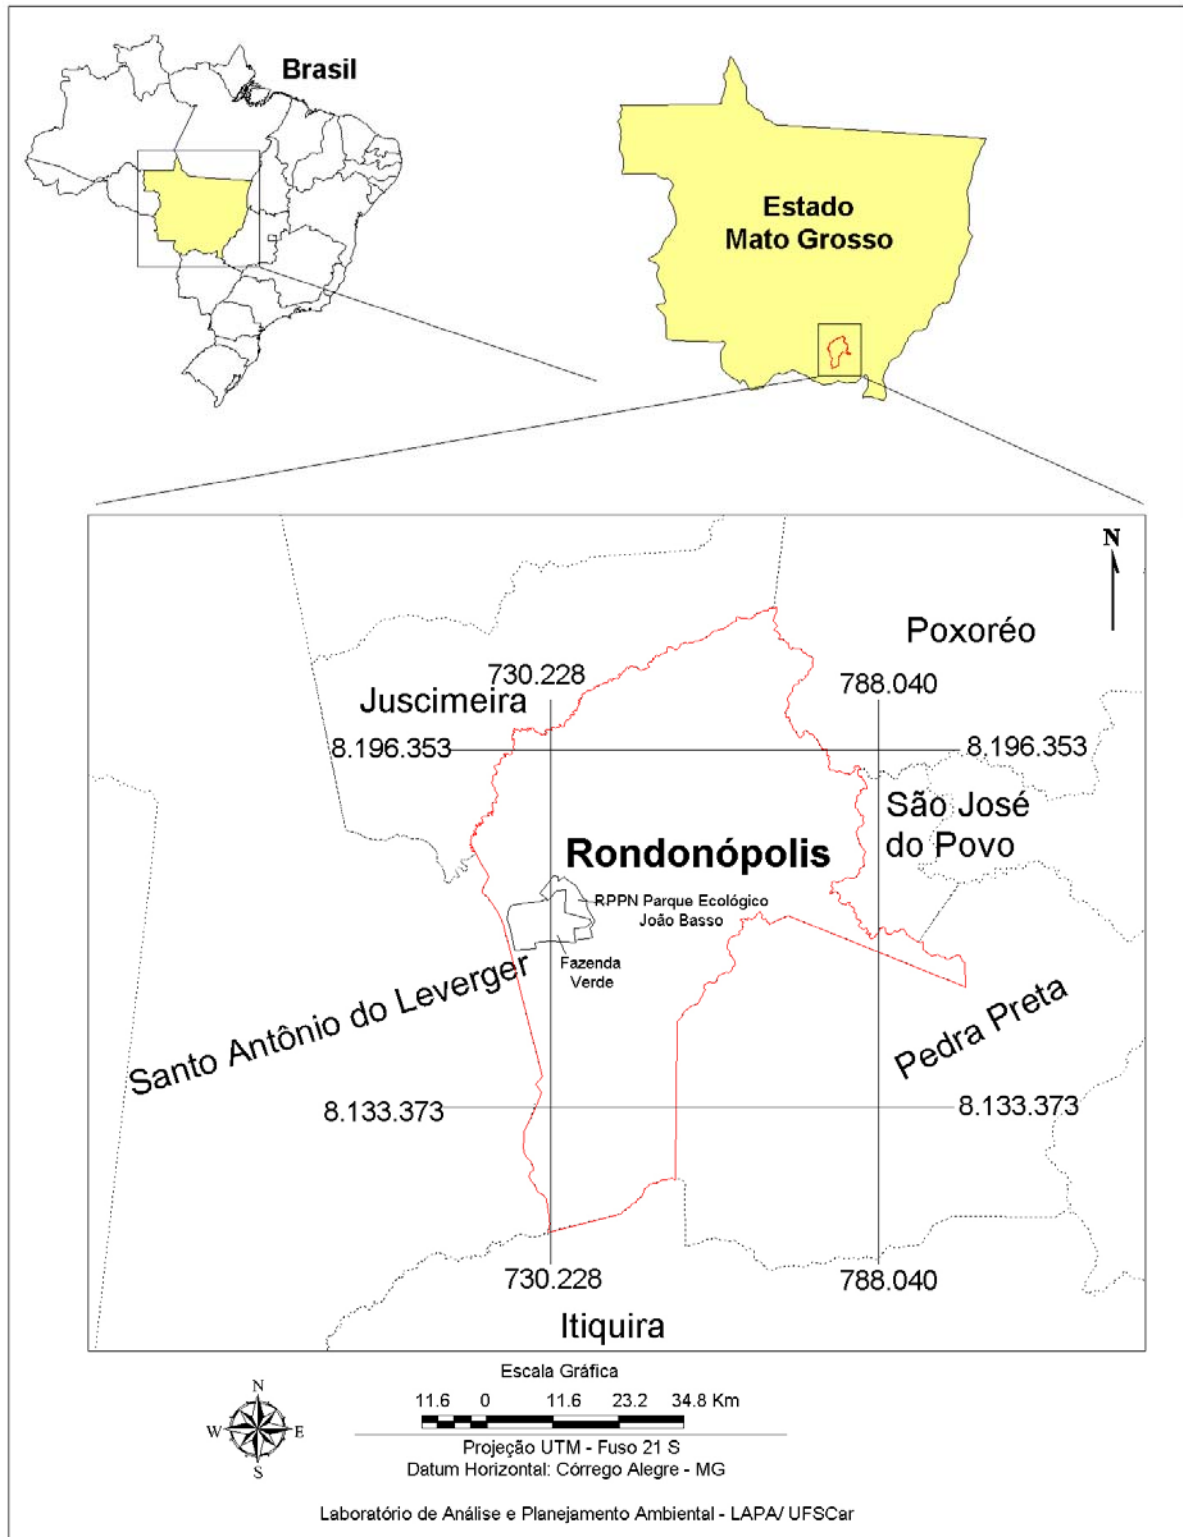 Brasil
Estado
Mato Grosso
N
Poxoréo
730.228
788.040
Juscimeira
8.196.353
8.196.353
São José
do Povo
Rondonópolis
RPPN Parque Ecológico
João Basso
Fazenda
Verde
Santo Antônio do Leverger
Pedra Preta
8.133.373
8.133.373
730.228
788.040
Itiquira
Escala Gráfica
11.6 0 11.6 23.2 34.8 Km
N
W E
S
Projeção UTM - Fuso 21 S
Datum Horizontal: Córrego Alegre - MG
Laboratório de Análise e Planejamento Ambiental - LAPA/ UFSCar